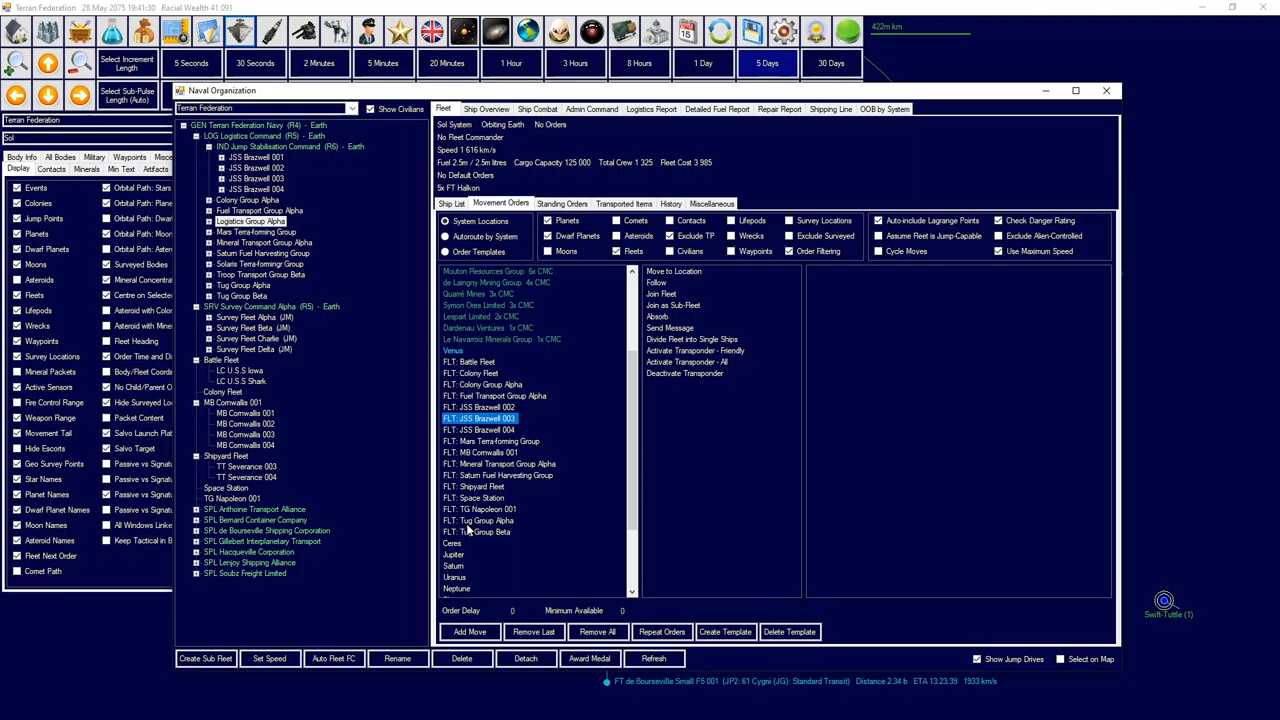 Terran Federation   28 May 2075 19:41:30   Racial Wealth 41 091
422m km
Select Increment Length
5 Seconds
30 Seconds
2 Minutes
5 Minutes
20 Minutes
1 Hour
3 Hours
8 Hours
1 Day
5 Days
30 Days
Select Sub-Pulse Length (Auto)
Terran Federation
Sol
Body Info
All Bodies
Military
Waypoints
Display
Contacts
Minerals
Min Text
Artifacts
Events
Colonies
Jump Points
Planets
Dwarf Planets
Moons
Asteroids
Fleets
Lifepods
Wrecks
Waypoints
Survey Locations
Mineral Packets
Active Sensors
Fire Control Range
Weapon Range
Movement Tail
Hide Escorts
Geo Survey Points
Star Names
Planet Names
Dwarf Planet Names
Moon Names
Asteroid Names
Fleet Next Order
Comet Path
Orbital Path: Stars
Surveyed Bodies
Fleet Heading
Packet Content
Salvo Target
Naval Organization
Terran Federation
Show Civilians
GEN Terran Federation Navy (R4) - Earth
LOG Logistics Command (R5) - Earth
IND Jump Stabilisation Command (R6) - Earth
JSS Brazwell 001
JSS Brazwell 002
JSS Brazwell 003
JSS Brazwell 004
Colony Group Alpha
Fuel Transport Group Alpha
Logistics Group Alpha
Mars Terra-forming Group
Mineral Transport Group Alpha
Saturn Fuel Harvesting Group
Solaris Terra-forming Group
Troop Transport Group Beta
Tug Group Alpha
Tug Group Beta
SRV Survey Command Alpha (R5) - Earth
Survey Fleet Alpha (JM)
Survey Fleet Beta (JM)
Survey Fleet Charlie (JM)
Survey Fleet Delta (JM)
Battle Fleet
LC U.S.S Iowa
LC U.S.S Shark
Colony Fleet
MB Cornwallis 001
MB Cornwallis 001
MB Cornwallis 002
MB Cornwallis 003
MB Cornwallis 004
Shipyard Fleet
TT Severance 003
TT Severance 004
Space Station
TG Napoleon 001
SPL Anthoine Transport Alliance
SPL Bernard Container Company
SPL de Bourseville Shipping Corporation
SPL Gillebert Interplanetary Transport
SPL Hacqueville Corporation
SPL Lenjoy Shipping Alliance
SPL Soubz Freight Limited
Fleet
Ship Overview
Ship Combat
Admin Command
Logistics Report
Detailed Fuel Report
Repair Report
Shipping Line
OOB by System
Sol System   Orbiting Earth   No Orders
No Fleet Commander
Speed 1 616 km/s
Fuel 2.5m / 2.5m litres   Cargo Capacity 125 000   Total Crew 1 325   Fleet Cost 3 985
No Default Orders
5x FT Halkon
Ship List
Movement Orders
Standing Orders
Transported Items
History
Miscellaneous
System Locations
Autoroute by System
Order Templates
Planets
Comets
Contacts
Lifepods
Survey Locations
Dwarf Planets
Asteroids
Exclude TP
Wrecks
Exclude Surveyed
Moons
Fleets
Civilians
Waypoints
Order Filtering
Auto-include Lagrange Points
Check Danger Rating
Assume Fleet is Jump-Capable
Exclude Alien-Controlled
Cycle Moves
Use Maximum Speed
Mouton Resources Group 6x CMC
de Laingny Mining Group 4x CMC
Quarré Mines 3x CMC
Symon Ores Limited 3x CMC
Lespart Limited 2x CMC
Dardenau Ventures 1x CMC
Le Navarroiz Minerals Group 1x CMC
Venus
FLT: Battle Fleet
FLT: Colony Fleet
FLT: Colony Group Alpha
FLT: Fuel Transport Group Alpha
FLT: JSS Brazwell 002
FLT: JSS Brazwell 003
FLT: JSS Brazwell 004
FLT: Mars Terra-forming Group
FLT: MB Cornwallis 001
FLT: Mineral Transport Group Alpha
FLT: Saturn Fuel Harvesting Group
FLT: Shipyard Fleet
FLT: Space Station
FLT: TG Napoleon 001
FLT: Tug Group Alpha
FLT: Tug Group Beta
Ceres
Jupiter
Saturn
Uranus
Neptune
Move to Location
Follow
Join Fleet
Join as Sub-Fleet
Absorb
Send Message
Divide Fleet into Single Ships
Activate Transponder - Friendly
Activate Transponder - All
Deactivate Transponder
Order Delay   0   Minimum Available   0
Add Move
Remove Last
Remove All
Repeat Orders
Create Template
Delete Template
Create Sub Fleet
Set Speed
Auto Fleet FC
Rename
Delete
Detach
Award Medal
Refresh
Show Jump Drives
Select on Map
Swift-Tuttle (1)
FT de Bourseville Small F5 001 (JP2: 61 Cygni (JG): Standard Transit) Distance 2.34 b   ETA 13:23:39   1933 km/s